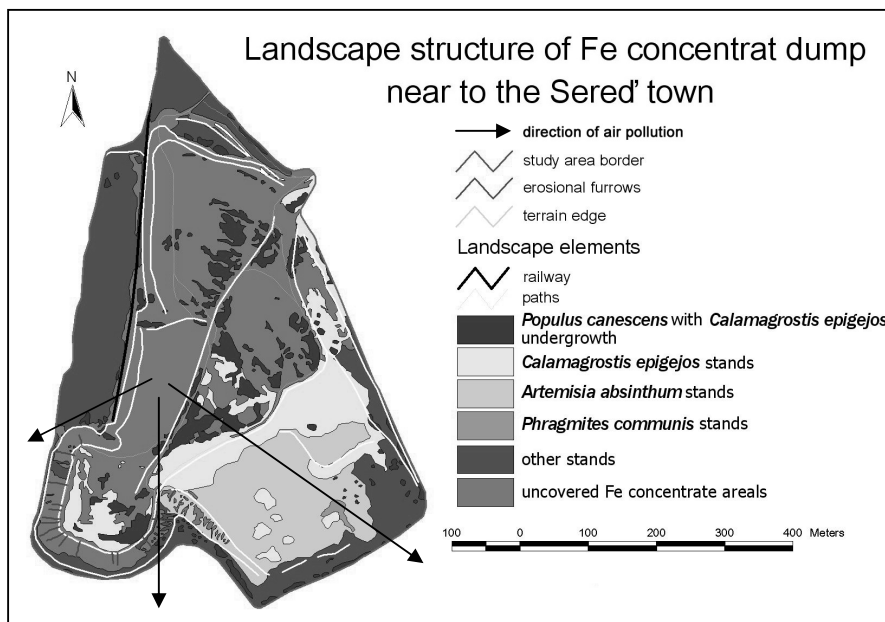 Landscape structure of Fe concentrat dump
near to the Sereď town
N
direction of air pollution
study area border
erosional furrows
terrain edge
Landscape elements
railway
paths
Populus canescens with Calamagrostis epigejos
undergrowth
Calamagrostis epigejos stands
Artemisia absinthum stands
Phragmites communis stands
other stands
uncovered Fe concentrate areals
100 0 100 200 300 400 Meters